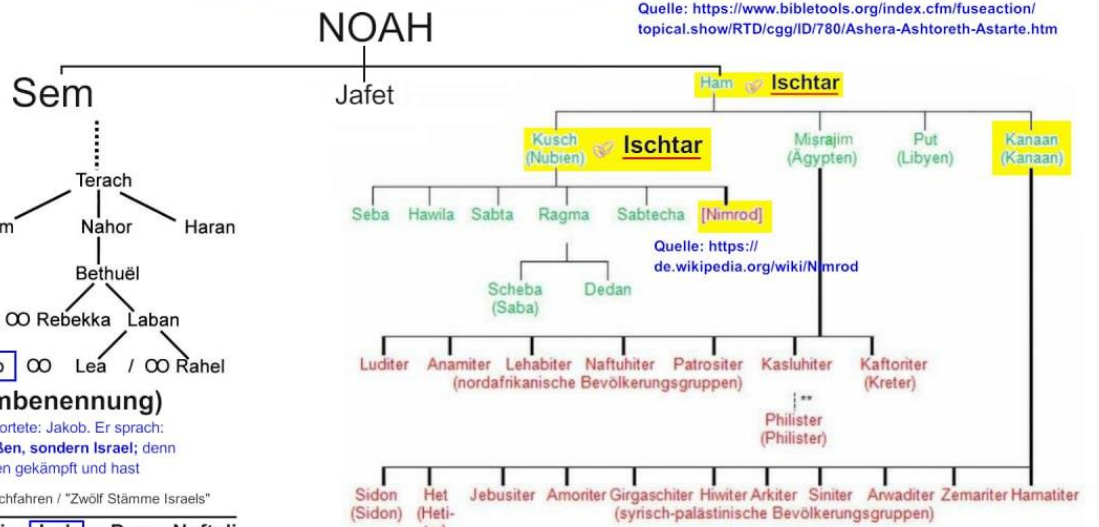 NOAH
Quelle: https://www.bibletools.org/index.cfm/fuseaction/
topical.show/RTD/cgg/ID/780/Ashera-Ashtoreth-Astarte.htm
Sem
Jafet
Ham Ischtar
Terach
Nahor Haran
Bethuël
Rebekka Laban
Lea / Rahel
mbenennung)
ortete: Jakob. Er sprach:
ßen, sondern Israel; denn
en gekämpft und hast
chfahren / "Zwölf Stämme Israels"
Kusch Ischtar
(Nubien)
Miṣrajim
(Ägypten)
Put
(Libyen)
Kanaan
(Kanaan)
Seba Hawila Sabta Ragma Sabtecha [Nimrod]
Quelle: https://
de.wikipedia.org/wiki/Nimrod
Scheba
(Saba)
Dedan
Luditer Anamiter Lehabiter Naftuhiter Patrositer Kasluhiter Kaftoriter
(nordafrikanische Bevölkerungsgruppen) (Kreter)
**
Philister
(Philister)
Sidon Het Jebusiter Amoriter Girgaschiter Hiwiter Arkiter Siniter Arwaditer Zemariter Hamatiter
(Sidon) (Heti- (syrisch-palästinische Bevölkerungsgruppen)